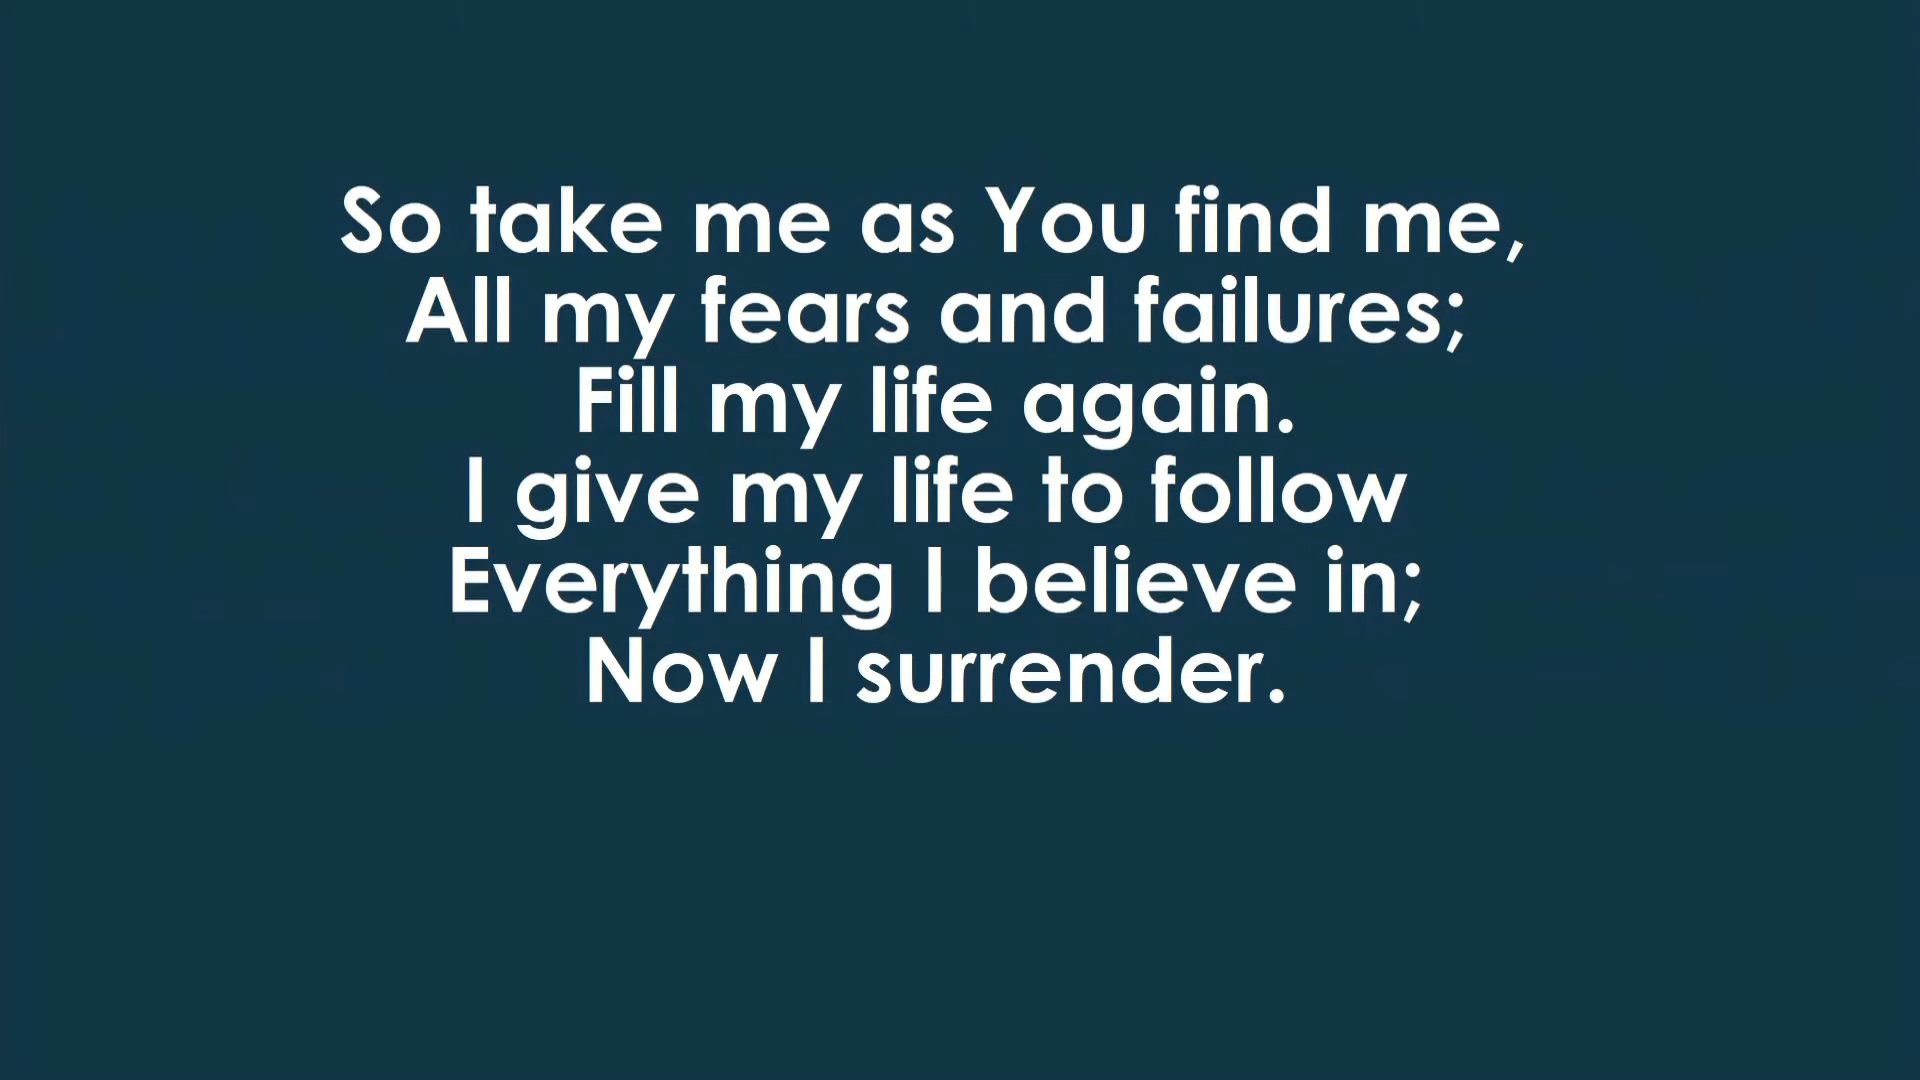 So take me as You find me,
All my fears and failures;
Fill my life again.
I give my life to follow
Everything I believe in;
Now I surrender.